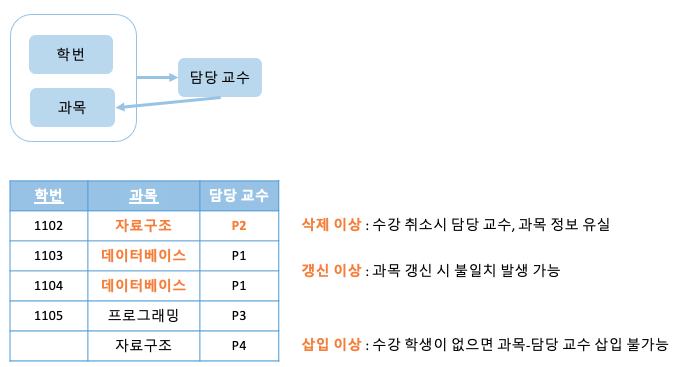 학번
담당 교수
과목
학번 과목 담당 교수
1102 자료구조 P2
삭제 이상 : 수강 취소시 담당 교수, 과목 정보 유실
1103 데이터베이스 P1
갱신 이상 : 과목 갱신 시 불일치 발생 가능
1104 데이터베이스 P1
1105 프로그래밍 P3
자료구조 P4
삽입 이상 : 수강 학생이 없으면 과목-담당 교수 삽입 불가능